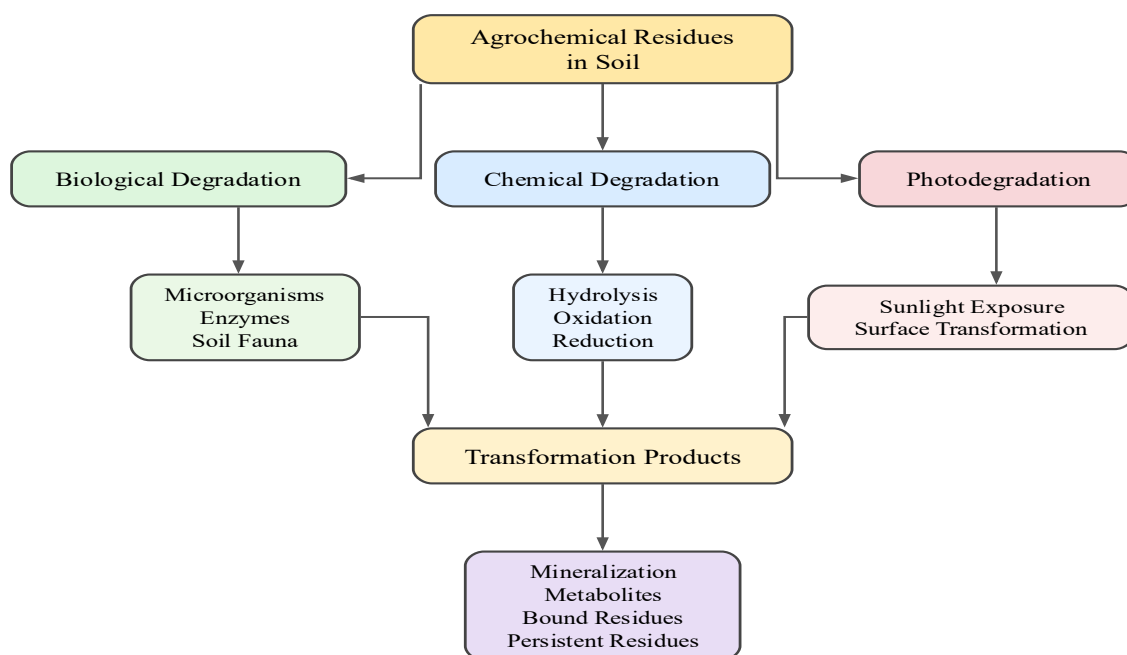 Agrochemical Residues
in Soil
Biological Degradation
Chemical Degradation
Photodegradation
Microorganisms
Enzymes
Soil Fauna
Hydrolysis
Oxidation
Reduction
Sunlight Exposure
Surface Transformation
Transformation Products
Mineralization
Metabolites
Bound Residues
Persistent Residues